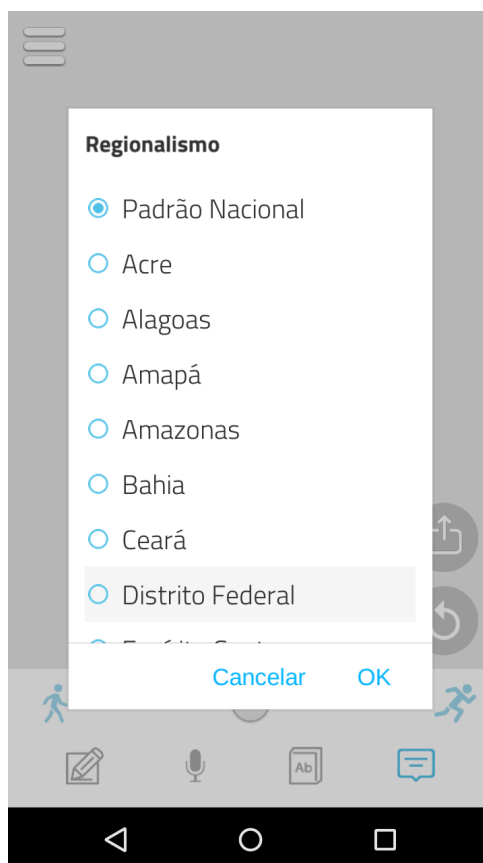 Regionalismo
Padrão Nacional
Acre
Alagoas
Amapá
Amazonas
Bahia
Ceará
Distrito Federal
Cancelar OK
Ab